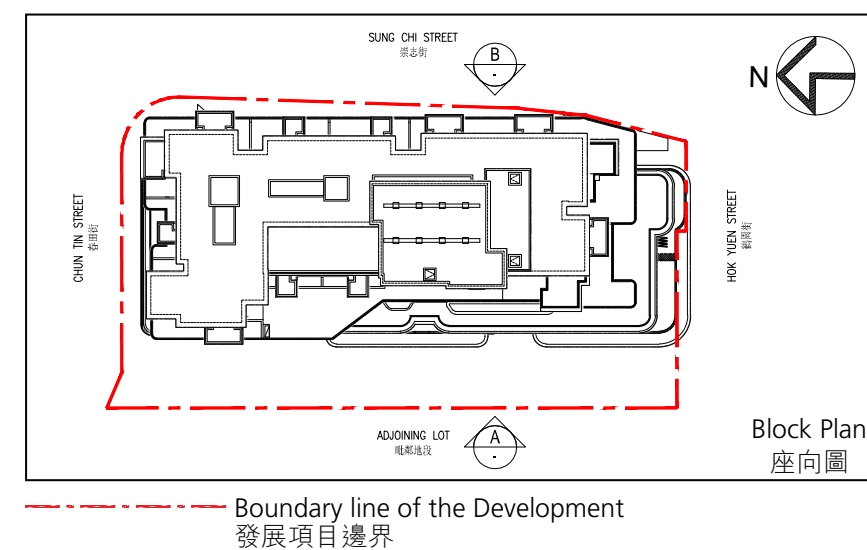 SUNG CHI STREET
崇志街
B
-
N
CHUN TIN STREET
春田街
HOK YUEN STREET
鶴園街
ADJOINING LOT
毗鄰地段
A
-
Block Plan
座向圖
Boundary line of the Development
發展項目邊界